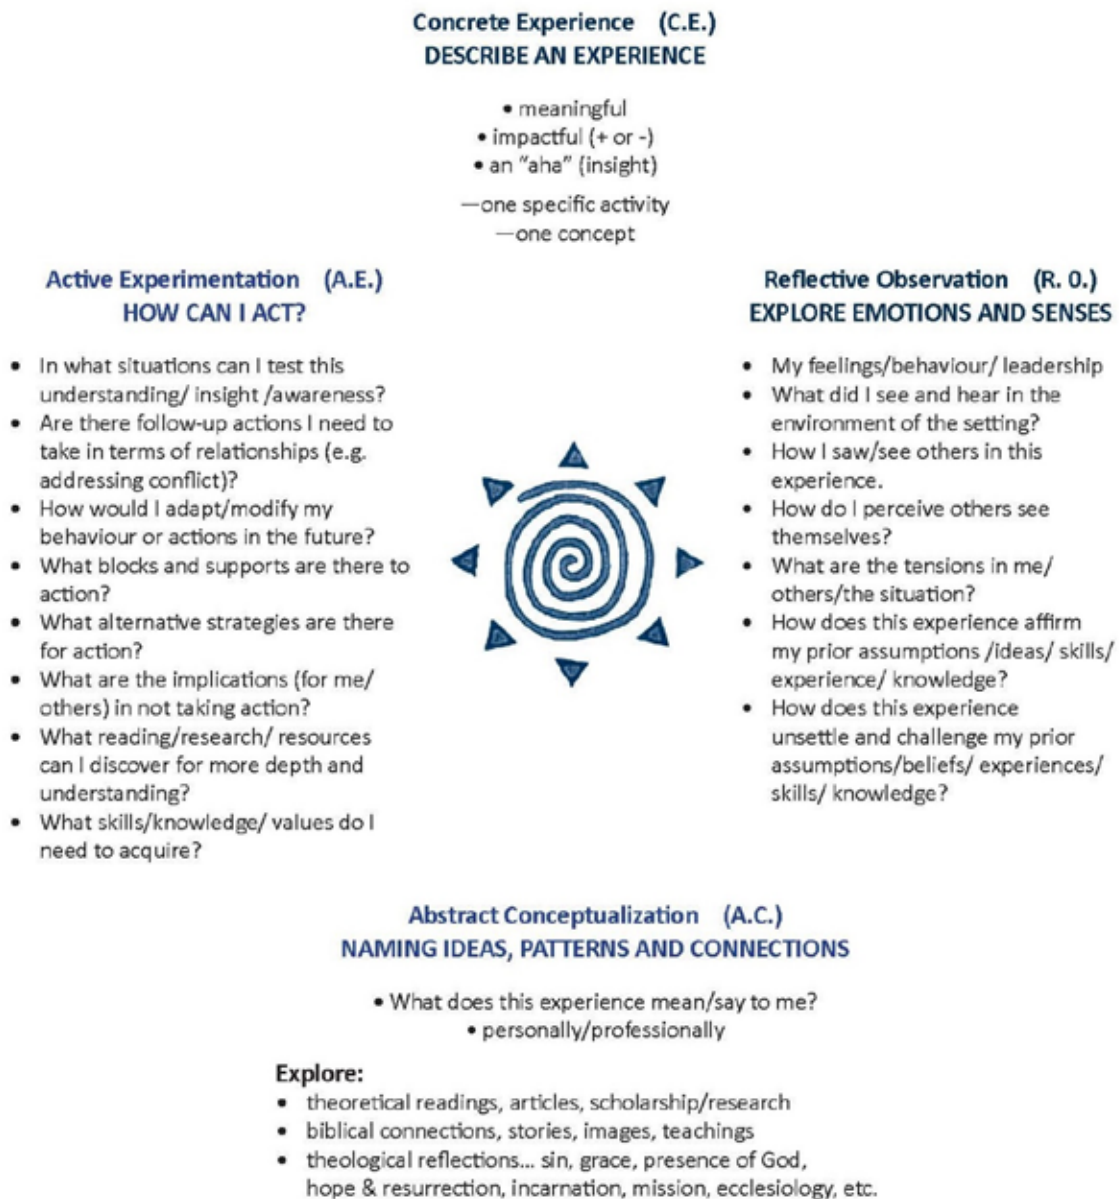 Concrete Experience (C.E.)
DESCRIBE AN EXPERIENCE
• meaningful
• impactful (+ or -)
• an "aha" (insight)
—one specific activity
—one concept
Active Experimentation (A.E.)
HOW CAN I ACT?
• In what situations can I test this
understanding/ insight /awareness?
• Are there follow-up actions I need to
take in terms of relationships (e.g.
addressing conflict)?
• How would I adapt/modify my
behaviour or actions in the future?
• What blocks and supports are there to
action?
• What alternative strategies are there
for action?
• What are the implications (for me/
others) in not taking action?
• What reading/research/ resources
can I discover for more depth and
understanding?
• What skills/knowledge/ values do I
need to acquire?
Reflective Observation (R. 0.)
EXPLORE EMOTIONS AND SENSES
• My feelings/behaviour/ leadership
• What did I see and hear in the
environment of the setting?
• How I saw/see others in this
experience.
• How do I perceive others see
themselves?
• What are the tensions in me/
others/the situation?
• How does this experience affirm
my prior assumptions /ideas/ skills/
experience/ knowledge?
• How does this experience
unsettle and challenge my prior
assumptions/beliefs/ experiences/
skills/ knowledge?
Abstract Conceptualization (A.C.)
NAMING IDEAS, PATTERNS AND CONNECTIONS
• What does this experience mean/say to me?
• personally/professionally
Explore:
• theoretical readings, articles, scholarship/research
• biblical connections, stories, images, teachings
• theological reflections... sin, grace, presence of God,
hope & resurrection, incarnation, mission, ecclesiology, etc.